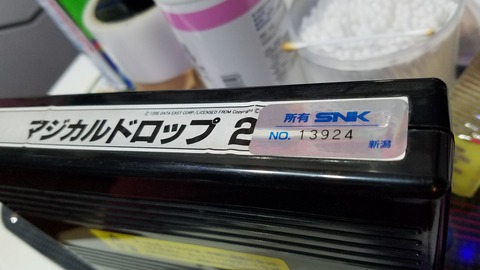 © 1996 DATA EAST CORP./LICENSED FROM
マジカルドロップ 2
所有 SNK
NO. 13924
新潟